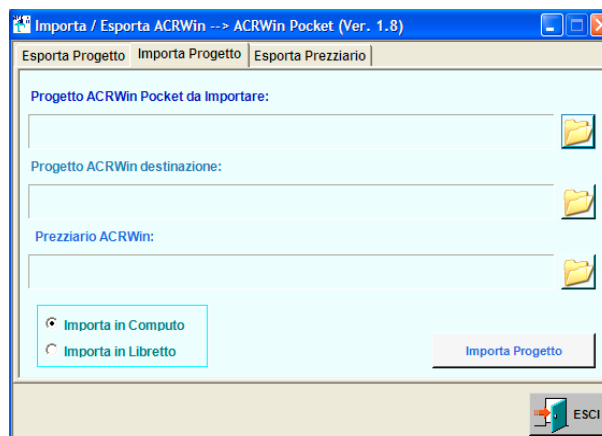 Importa / Esporta ACRWin --> ACRWin Pocket (Ver. 1.8)
Esporta Progetto Importa Progetto Esporta Prezziario
Progetto ACRWin Pocket da Importare:
Progetto ACRWin destinazione:
Prezziario ACRWin:
Importa in Computo
Importa in Libretto
Importa Progetto
ESCI